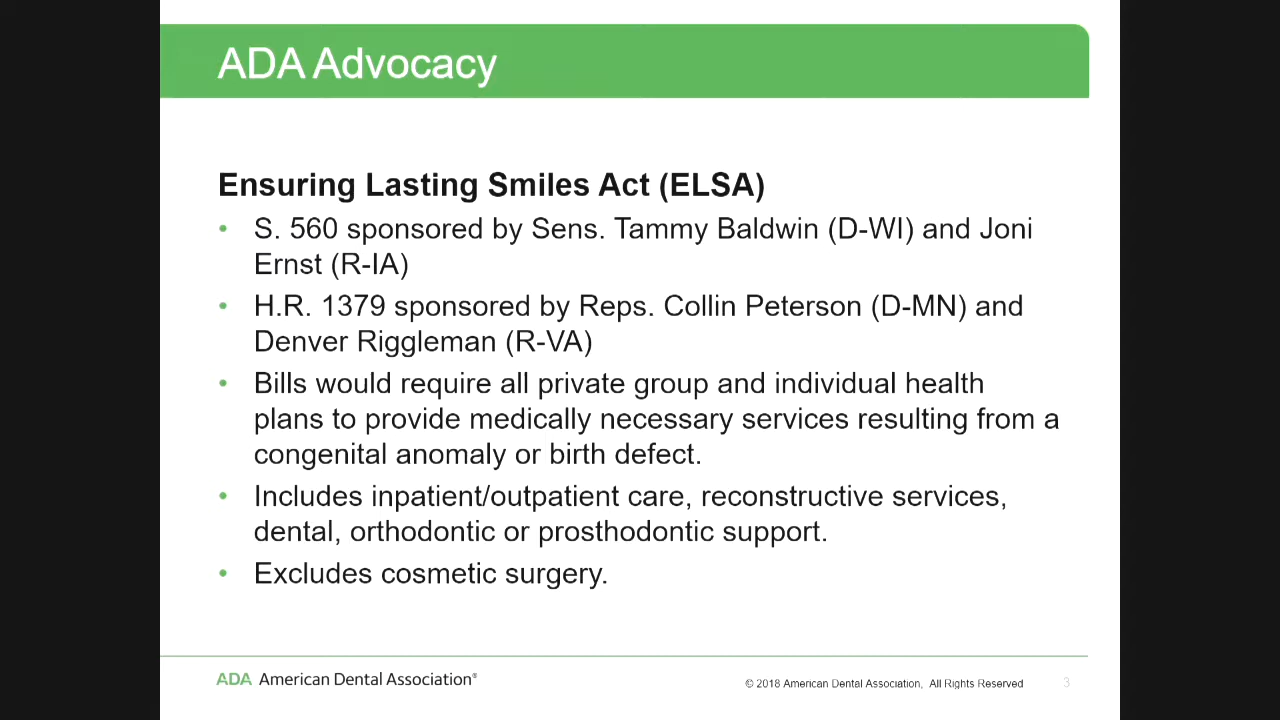 ADA Advocacy
Ensuring Lasting Smiles Act (ELSA)
• S. 560 sponsored by Sens. Tammy Baldwin (D-WI) and Joni
Ernst (R-IA)
• H.R. 1379 sponsored by Reps. Collin Peterson (D-MN) and
Denver Riggleman (R-VA)
• Bills would require all private group and individual health
plans to provide medically necessary services resulting from a
congenital anomaly or birth defect.
• Includes inpatient/outpatient care, reconstructive services,
dental, orthodontic or prosthodontic support.
• Excludes cosmetic surgery.
ADA American Dental Association®
© 2018 American Dental Association, All Rights Reserved
3